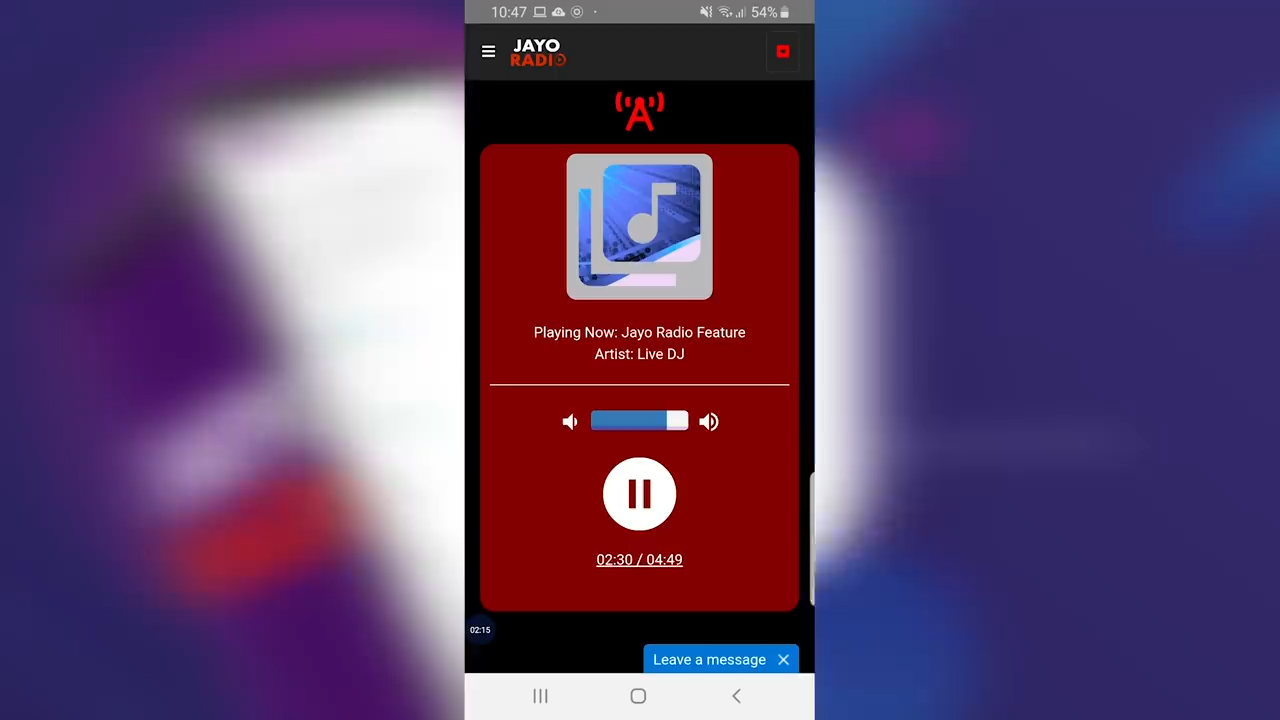 10:47
54%
JAYO
RADIO
Playing Now: Jayo Radio Feature
Artist: Live DJ
02:30 / 04:49
02:15
Leave a message